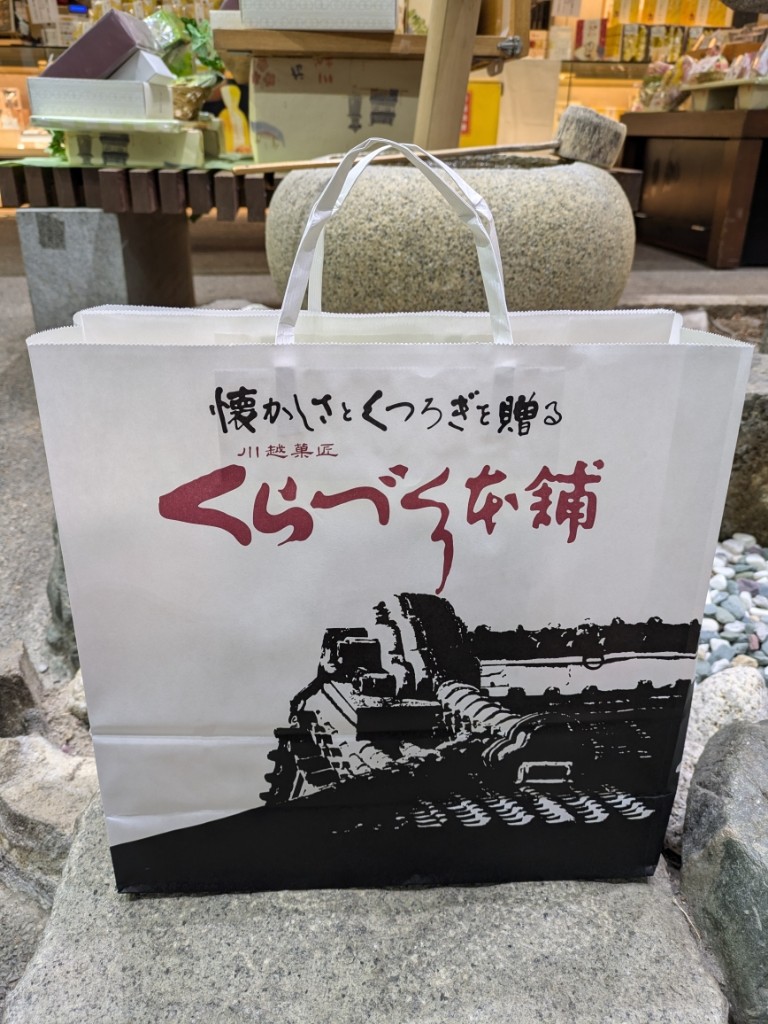 懐かしさとくつろぎを贈る
川越菓匠
くらづくり本舗